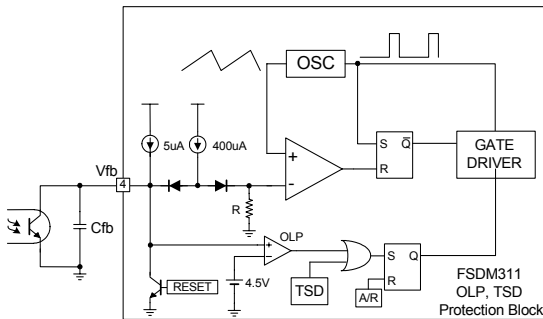 OSC
5uA 400uA
Vfb
4
+
-
S Q̅
R
GATE
DRIVER
R
Cfb
OLP
+
-
RESET
4.5V
TSD
S Q
R
A/R
FSDM311
OLP, TSD
Protection Block